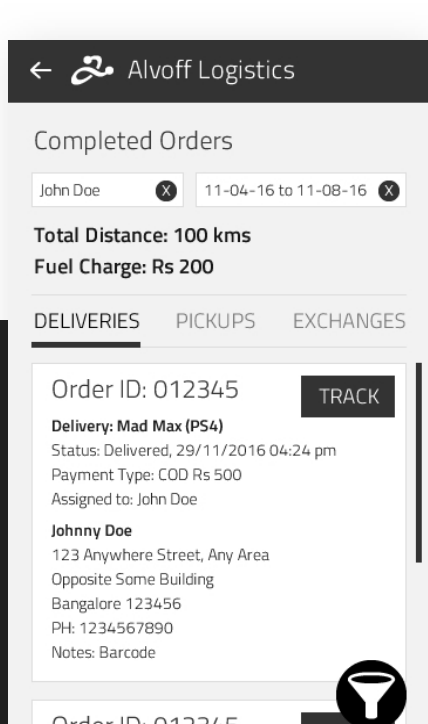 Alvoff Logistics
Completed Orders
John Doe X 11-04-16 to 11-08-16 X
Total Distance: 100 kms
Fuel Charge: Rs 200
DELIVERIES PICKUPS EXCHANGES
Order ID: 012345 TRACK
Delivery: Mad Max (PS4)
Status: Delivered, 29/11/2016 04:24 pm
Payment Type: COD Rs 500
Assigned to: John Doe
Johnny Doe
123 Anywhere Street, Any Area
Opposite Some Building
Bangalore 123456
PH: 1234567890
Notes: Barcode
Order ID: 012345